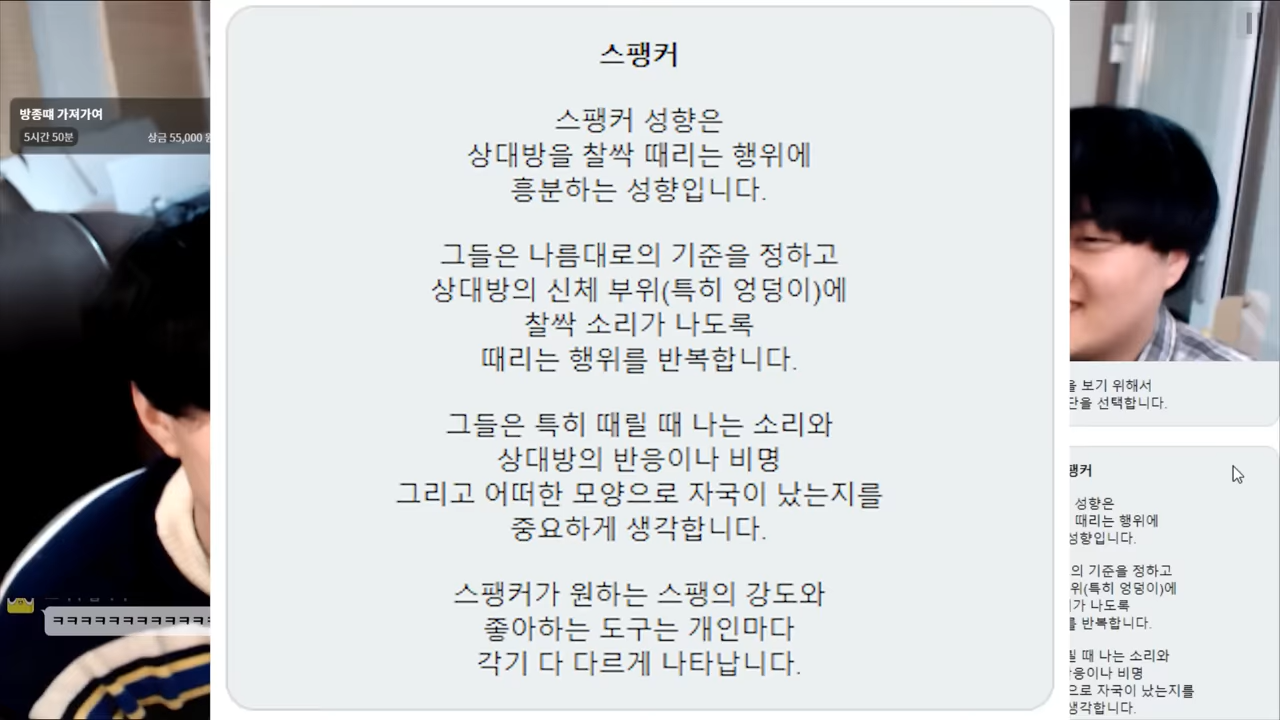 스팽커
스팽커 성향은
상대방을 찰싹 때리는 행위에
흥분하는 성향입니다.
그들은 나름대로의 기준을 정하고
상대방의 신체 부위(특히 엉덩이)에
찰싹 소리가 나도록
때리는 행위를 반복합니다.
그들은 특히 때릴 때 나는 소리와
상대방의 반응이나 비명
그리고 어떠한 모양으로 자국이 났는지를
중요하게 생각합니다.
스팽커가 원하는 스팽의 강도와
좋아하는 도구는 개인마다
각기 다 다르게 나타납니다.
방종때 가져가여
5시간 50분
상금 55,000
ㅋㅋㅋㅋㅋㅋㅋㅋㅋㅋㅋ
보기 위해서
선택합니다.
팽커
성향은
때리는 행위에
성향입니다.
의 기준을 정하고
위(특히 엉덩이)에
가 나도록
반복합니다.
때 나는 소리와
응이나 비명
으로 자국이 났는지를
생각합니다.